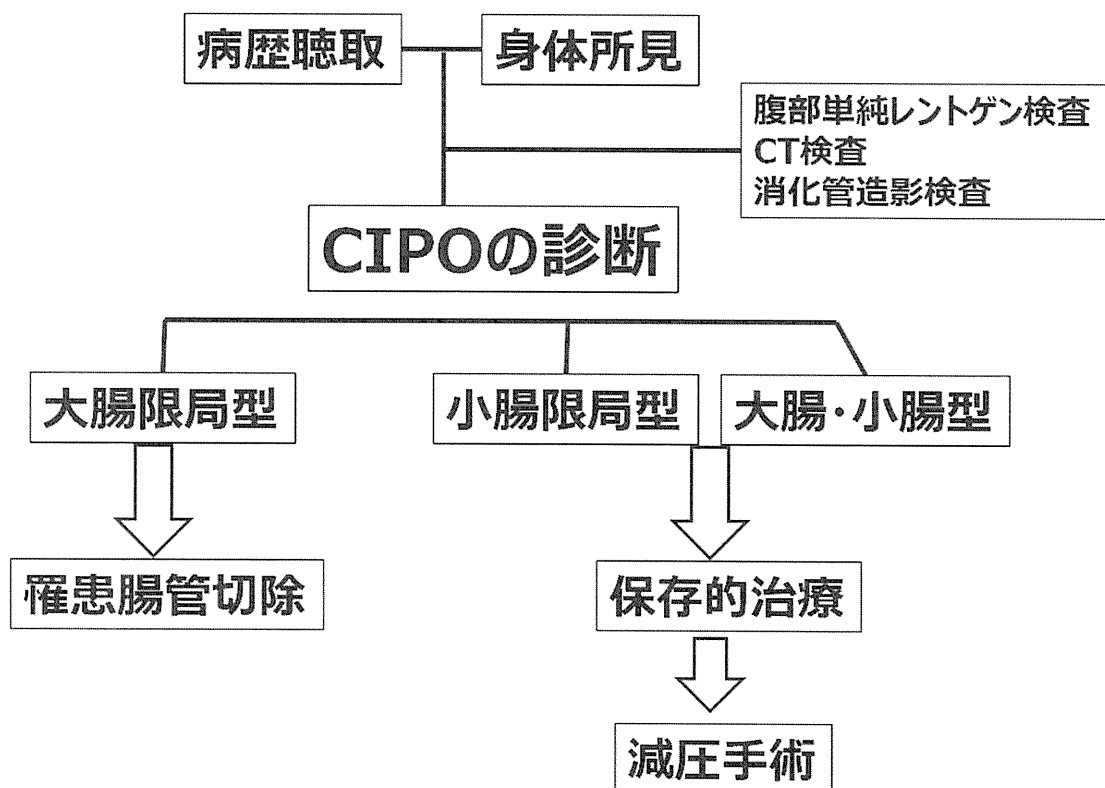 病歴聴取
身体所見
腹部単純レントゲン検査
CT検査
消化管造影検査
CIPOの診断
大腸限局型
小腸限局型
大腸・小腸型
罹患腸管切除
保存的治療
減圧手術